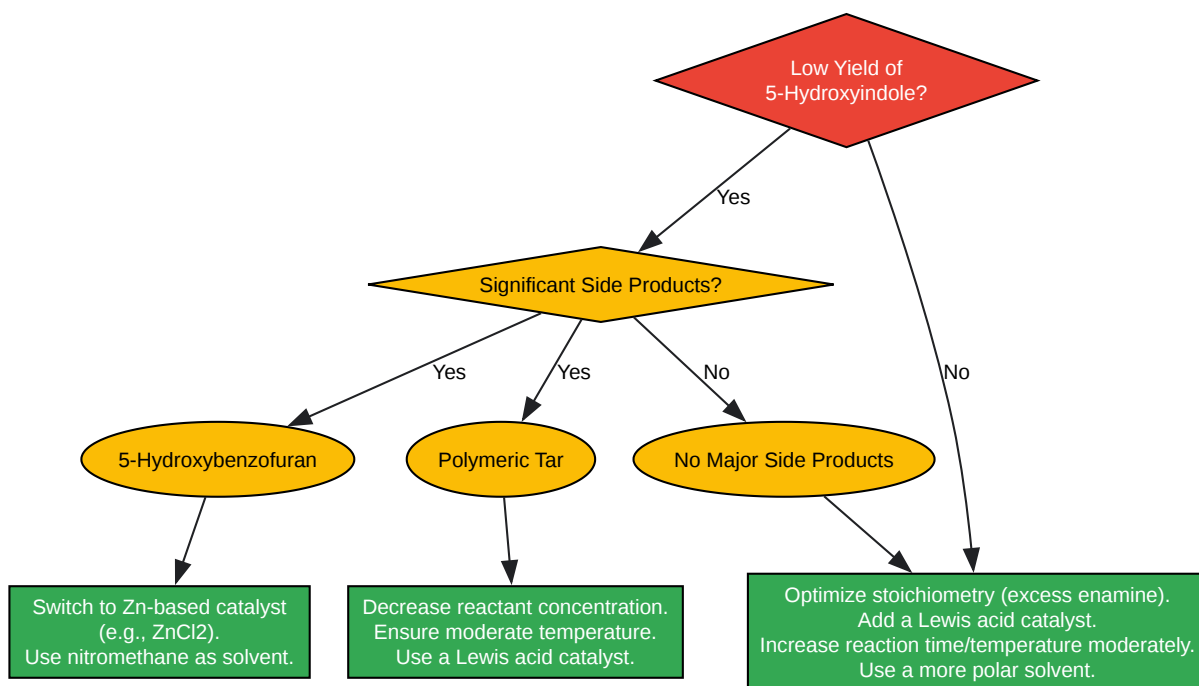 Low Yield of
5-Hydroxyindole?
Yes
Significant Side Products?
Yes
Yes
No
No
5-Hydroxybenzofuran
Polymeric Tar
No Major Side Products
Switch to Zn-based catalyst
(e.g., ZnCl2).
Use nitromethane as solvent.
Decrease reactant concentration.
Ensure moderate temperature.
Use a Lewis acid catalyst.
Optimize stoichiometry (excess enamine).
Add a Lewis acid catalyst.
Increase reaction time/temperature moderately.
Use a more polar solvent.